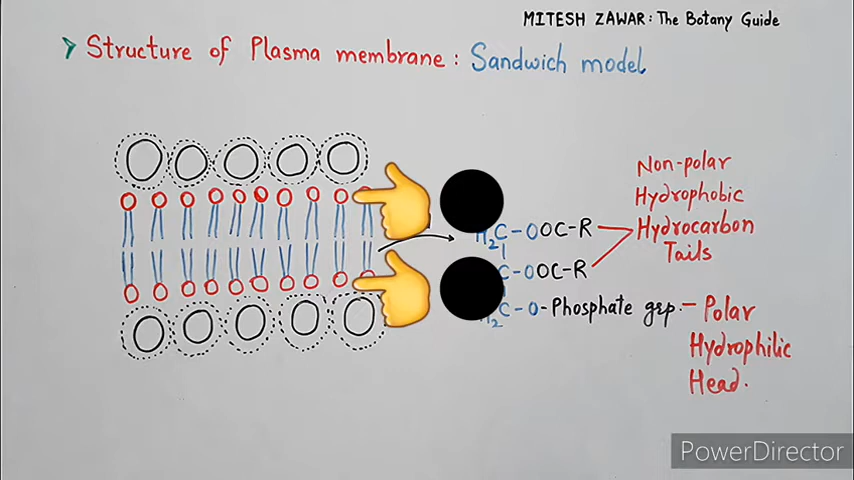 MITESH ZAWAR: The Botany Guide
Structure of Plasma membrane: Sandwich model
Non-polar
Hydrophobic
Hydrocarbon
Tails
H2C-OOC-R
C-OOC-R
C-O-Phosphate grp.- Polar
Hydrophilic
Head.
PowerDirector